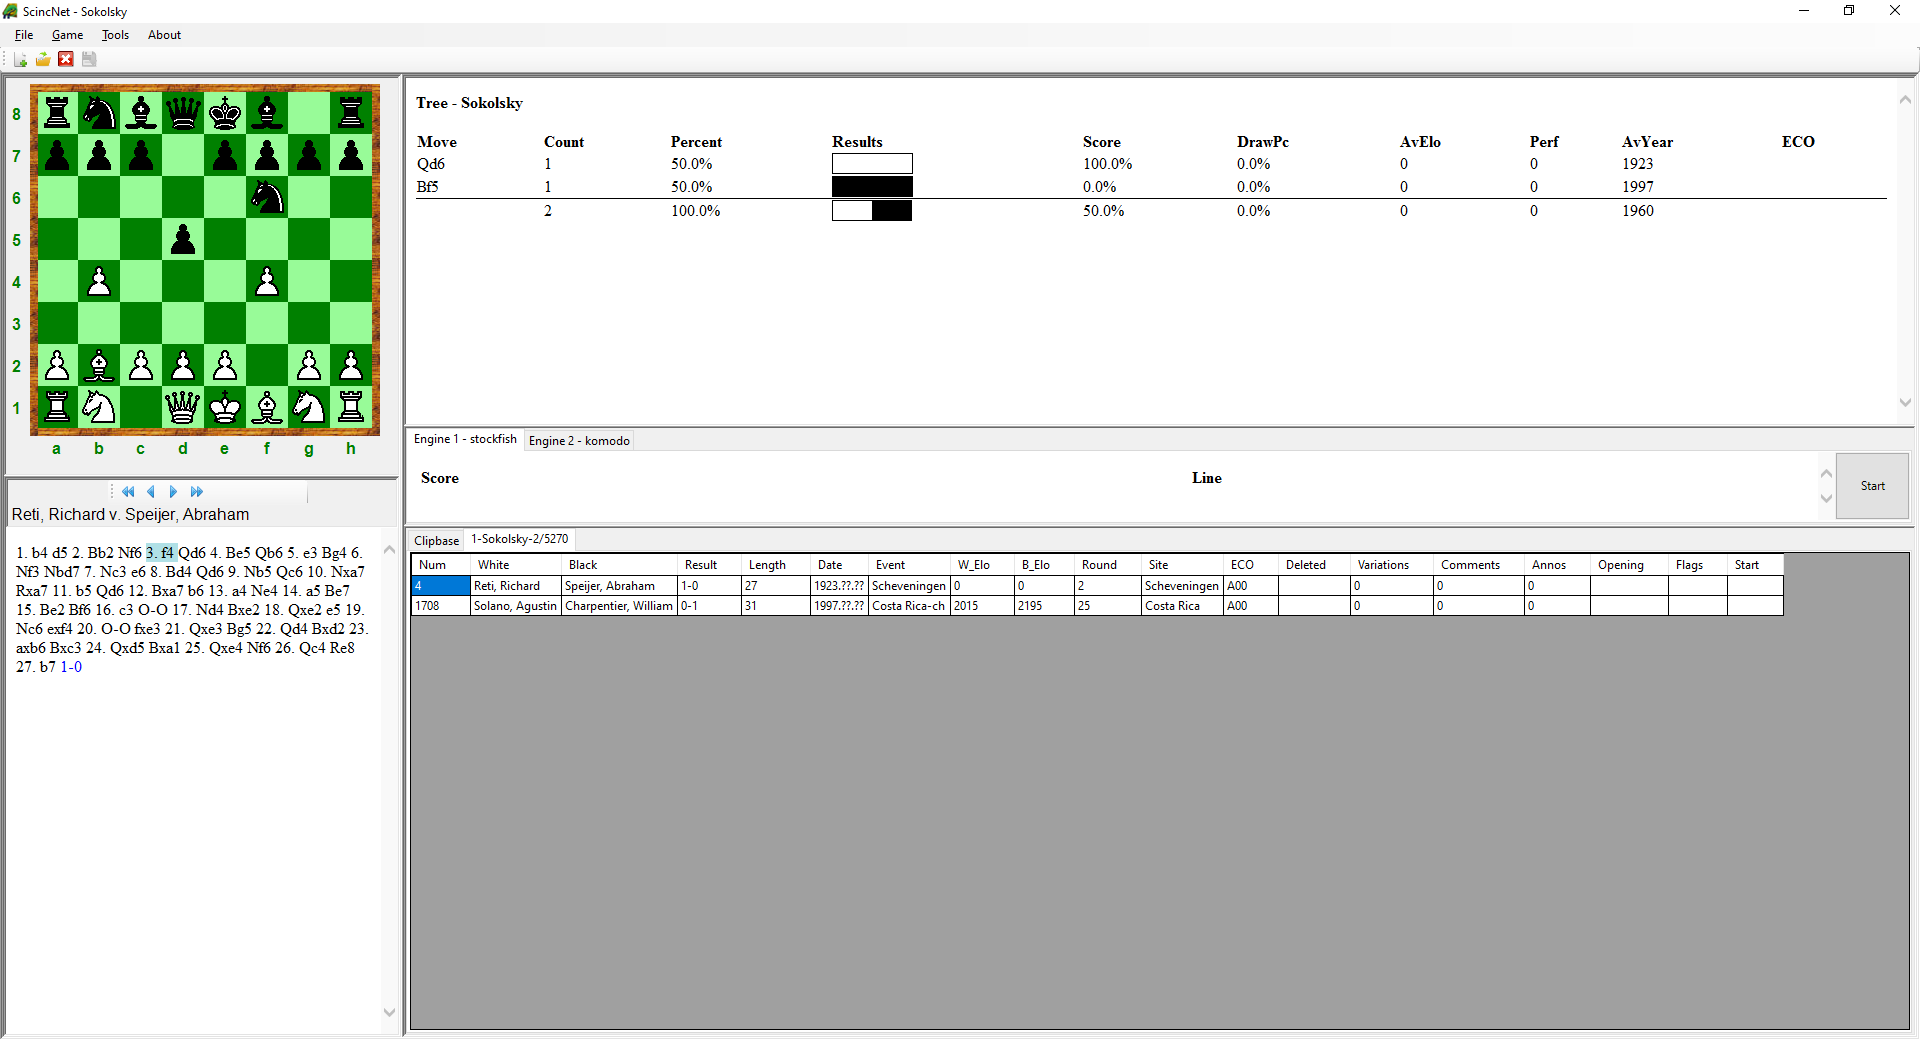 ScincNet - Sokolsky
File Game Tools About
8
7
6
5
4
3
2
1
a b c d e f g h
Reti, Richard v. Speijer, Abraham
1. b4 d5 2. Bb2 Nf6 3. f4 Qd6 4. Be5 Qb6 5. e3 Bg4 6.
Nf3 Nbd7 7. Nc3 e6 8. Bd4 Qd6 9. Nb5 Qc6 10. Nxa7
Rxa7 11. b5 Qd6 12. Bxa7 b6 13. a4 Ne4 14. a5 Be7
15. Be2 Bf6 16. c3 O-O 17. Nd4 Bxe2 18. Qxe2 e5 19.
Nc6 exf4 20. O-O fxe3 21. Qxe3 Bg5 22. Qd4 Bxd2 23.
axb6 Bxc3 24. Qxd5 Bxa1 25. Qxe4 Nf6 26. Qc4 Re8
27. b7 1-0
Tree - Sokolsky
Move Count Percent Results Score DrawPc AvElo Perf AvYear ECO
Qd6 1 50.0% 100.0% 0.0% 0 0 1923
Bf5 1 50.0% 0.0% 0.0% 0 0 1997
2 100.0% 50.0% 0.0% 0 0 1960
Engine 1 - stockfish Engine 2 - komodo
Score Line
Start
Clipbase 1-Sokolsky-2/5270
Num White Black Result Length Date Event W_Elo B_Elo Round Site ECO Deleted Variations Comments Annos Opening Flags Start
4 Reti, Richard Speijer, Abraham 1-0 27 1923.??.?? Scheveningen 0 0 2 Scheveningen A00 0 0 0
1708 Solano, Agustin Charpentier, William 0-1 31 1997.??.?? Costa Rica-ch 2015 2195 25 Costa Rica A00 0 0 0